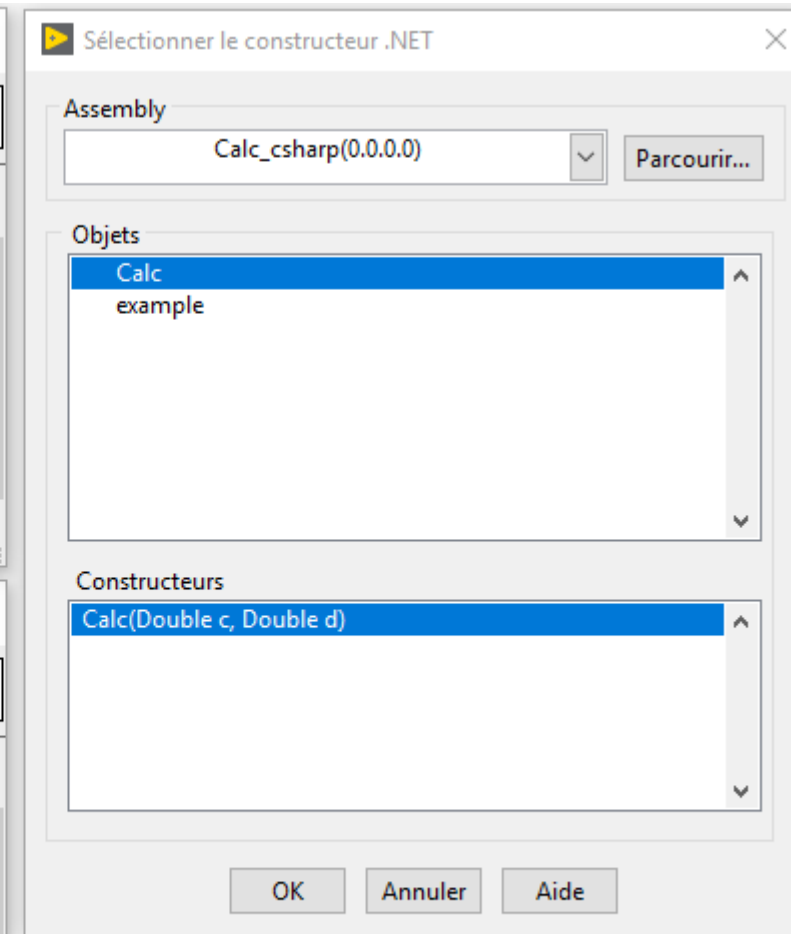 Sélectionner le constructeur .NET
Assembly
Calc_csharp(0.0.0.0)
Parcourir...
Objets
Calc
example
Constructeurs
Calc(Double c, Double d)
OK Annuler Aide